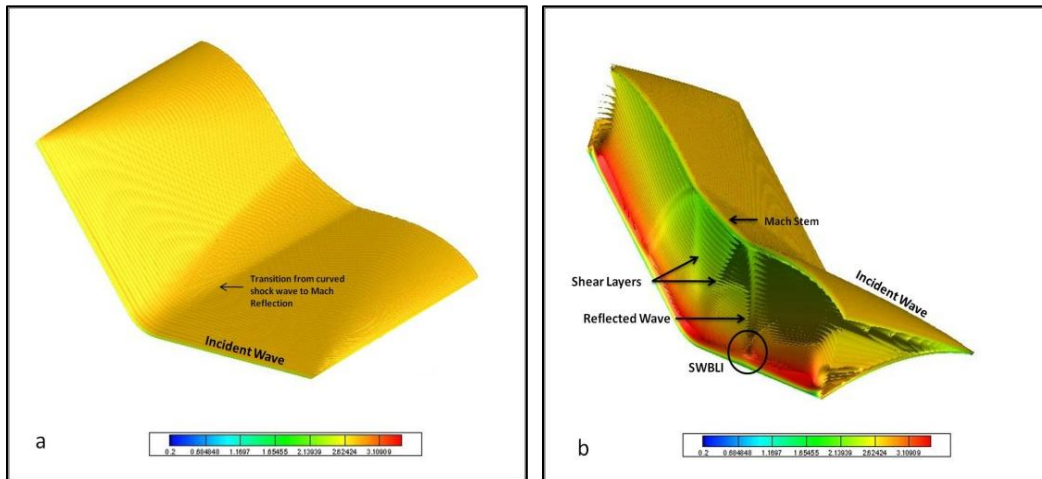 Transition from curved
shock wave to Mach
Reflection
Incident Wave
a
0.2 0.684848 1.1697 1.65455 2.13939 2.62424 3.10909
Mach Stem
Shear Layers
Incident Wave
Reflected Wave
SWBLI
b
0.2 0.684848 1.1697 1.65455 2.13939 2.62424 3.10909